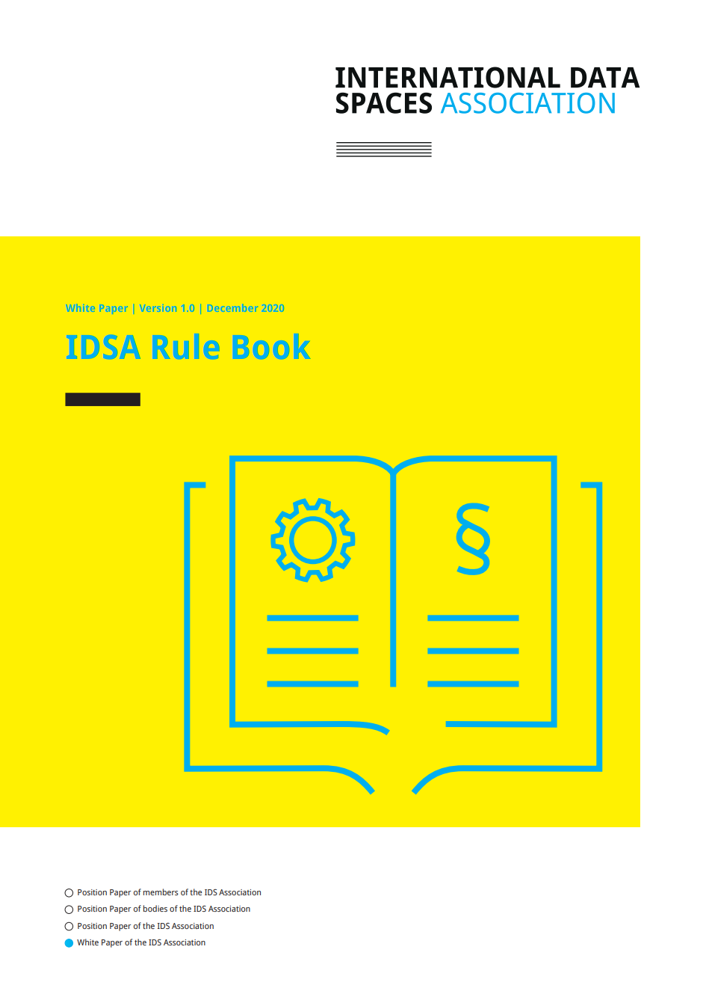 INTERNATIONAL DATA
SPACES ASSOCIATION
White Paper | Version 1.0 | December 2020
IDSA Rule Book
§
Position Paper of members of the IDS Association
Position Paper of bodies of the IDS Association
Position Paper of the IDS Association
White Paper of the IDS Association